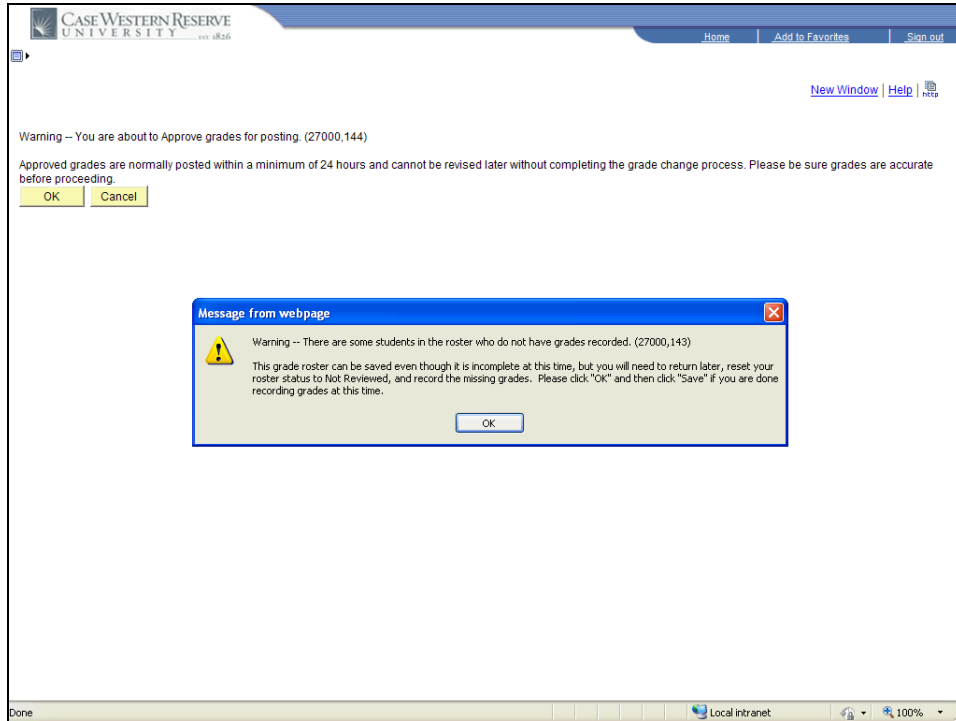 CASE WESTERN RESERVE
UNIVERSITY EST 1826
Home | Add to Favorites | Sign out
New Window | Help | http
Warning -- You are about to Approve grades for posting. (27000,144)
Approved grades are normally posted within a minimum of 24 hours and cannot be revised later without completing the grade change process. Please be sure grades are accurate
before proceeding.
OK Cancel
Message from webpage
Warning -- There are some students in the roster who do not have grades recorded. (27000,143)
This grade roster can be saved even though it is incomplete at this time, but you will need to return later, reset your
roster status to Not Reviewed, and record the missing grades. Please click "OK" and then click "Save" if you are done
recording grades at this time.
OK
Done Local intranet 100%